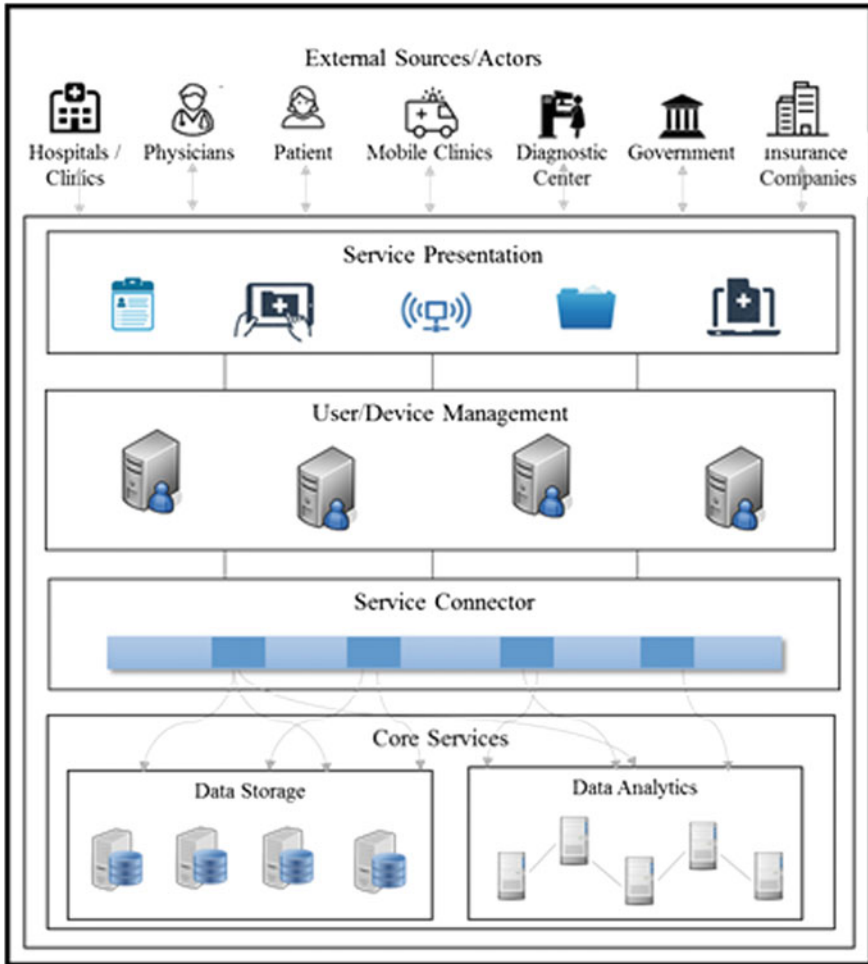 External Sources/Actors
Hospitals / Physicians Patient Mobile Clinics Diagnostic Government Insurance
Clinics Center Companies
Service Presentation
User/Device Management
Service Connector
Core Services
Data Storage Data Analytics